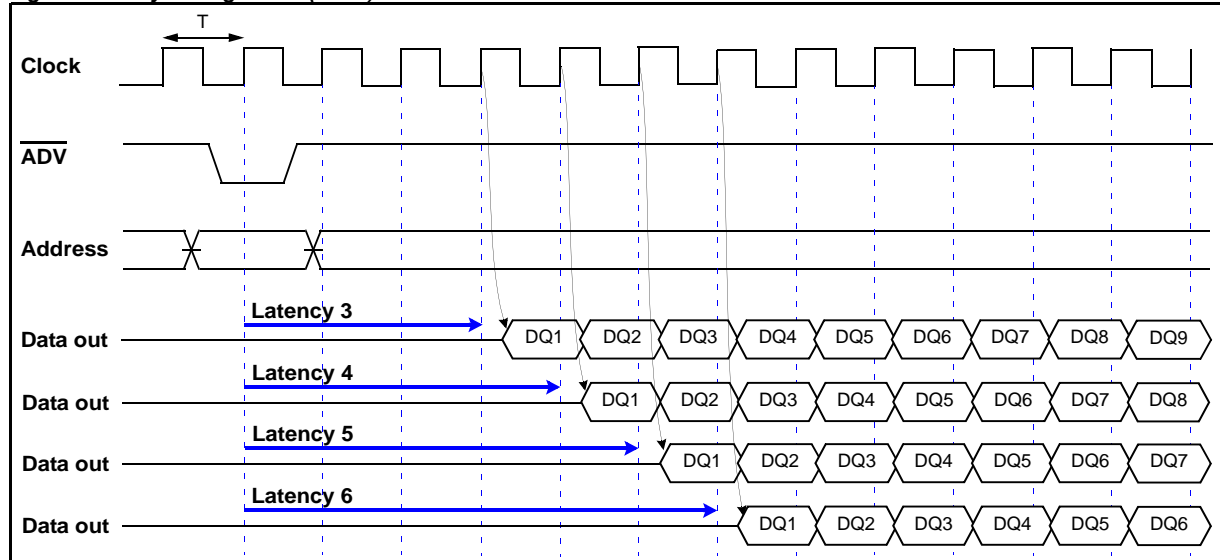 T
Clock
ADV
Address
Latency 3
Data out DQ1 DQ2 DQ3 DQ4 DQ5 DQ6 DQ7 DQ8 DQ9
Latency 4
Data out DQ1 DQ2 DQ3 DQ4 DQ5 DQ6 DQ7 DQ8
Latency 5
Data out DQ1 DQ2 DQ3 DQ4 DQ5 DQ6 DQ7
Latency 6
Data out DQ1 DQ2 DQ3 DQ4 DQ5 DQ6